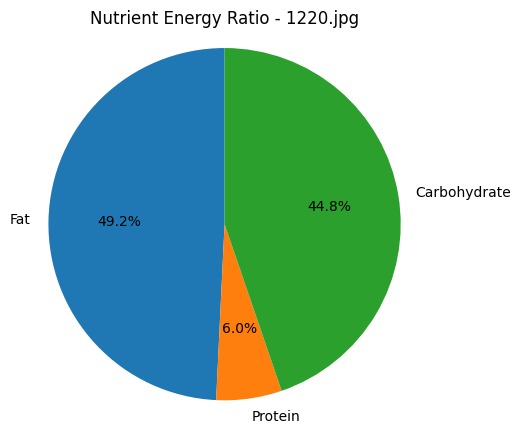 Nutrient Energy Ratio - 1220.jpg
Carbohydrate
44.8%
Fat
49.2%
6.0%
Protein